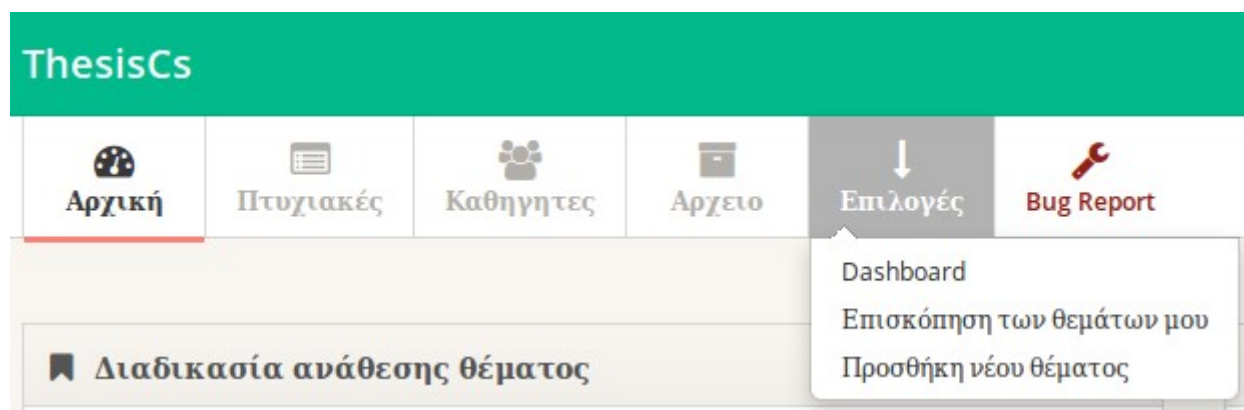 ThesisCs
Αρχική Πτυχιακές Καθηγητες Αρχειο Επιλογές Bug Report
Dashboard
Επισκόπηση των θεμάτων μου
Προσθήκη νέου θέματος
Διαδικασία ανάθεσης θέματος